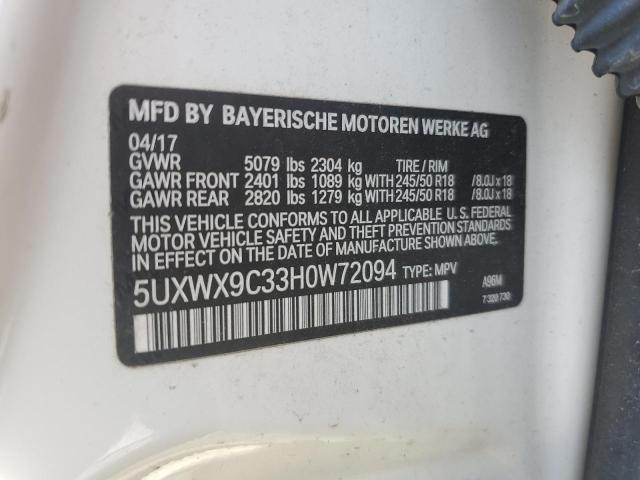 MFD BY BAYERISCHE MOTOREN WERKE AG
04/17
GVWR 5079 lbs 2304 kg TIRE / RIM
GAWR FRONT 2401 lbs 1089 kg WITH 245/50 R18 /8.0J x 18
GAWR REAR 2820 lbs 1279 kg WITH 245/50 R18 /8.0J x 18
THIS VEHICLE CONFORMS TO ALL APPLICABLE U. S. FEDERAL
MOTOR VEHICLE SAFETY AND THEFT PREVENTION STANDARDS
IN EFFECT ON THE DATE OF MANUFACTURE SHOWN ABOVE.
5UXWX9C33H0W72094 TYPE: MPV A96M
7 320 730